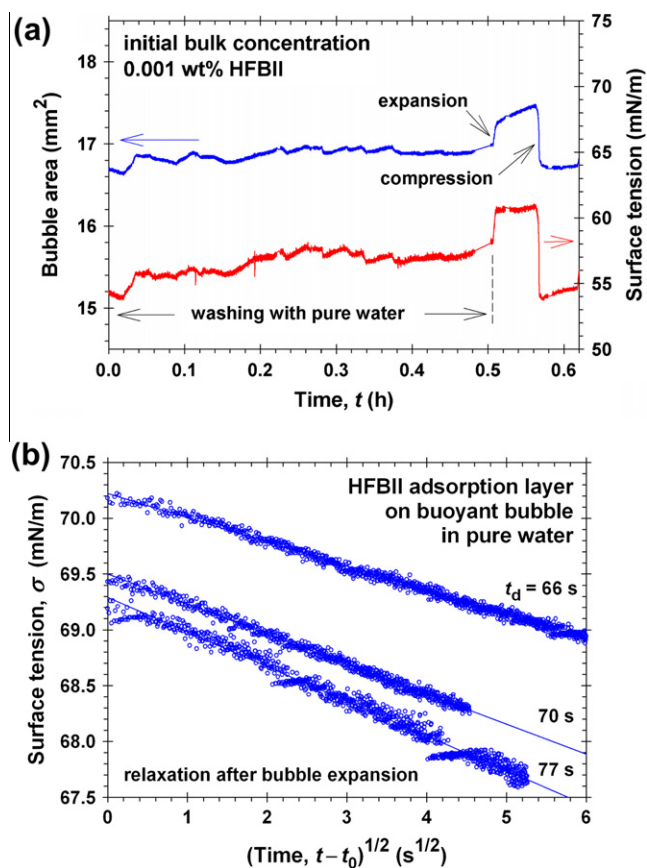 (a)
initial bulk concentration
0.001 wt% HFBII
expansion
compression
washing with pure water
Bubble area (mm²)
18
17
16
15
Surface tension (mN/m)
75
70
65
60
55
50
0.0 0.1 0.2 0.3 0.4 0.5 0.6
Time, t (h)
(b)
HFBII adsorption layer
on buoyant bubble
in pure water
t_d = 66 s
70 s
77 s
relaxation after bubble expansion
Surface tension, σ (mN/m)
70.5
70.0
69.5
69.0
68.5
68.0
67.5
0 1 2 3 4 5 6
(Time, t − t₀)^1/2 (s^1/2)